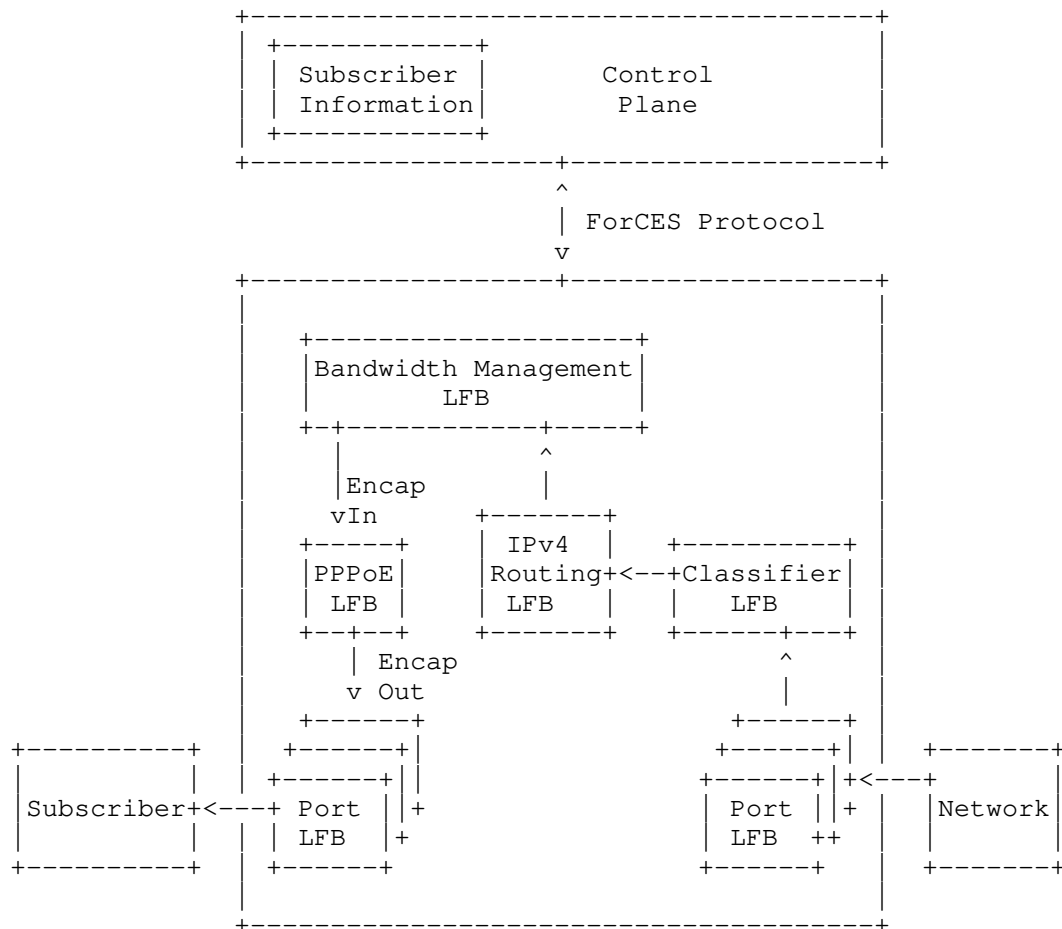 Subscriber Control
Information Plane
ForCES Protocol
Bandwidth Management
LFB
Encap
In
IPv4
PPPoE Routing Classifier
LFB LFB LFB
Encap
Out
Subscriber Port Port Network
LFB LFB